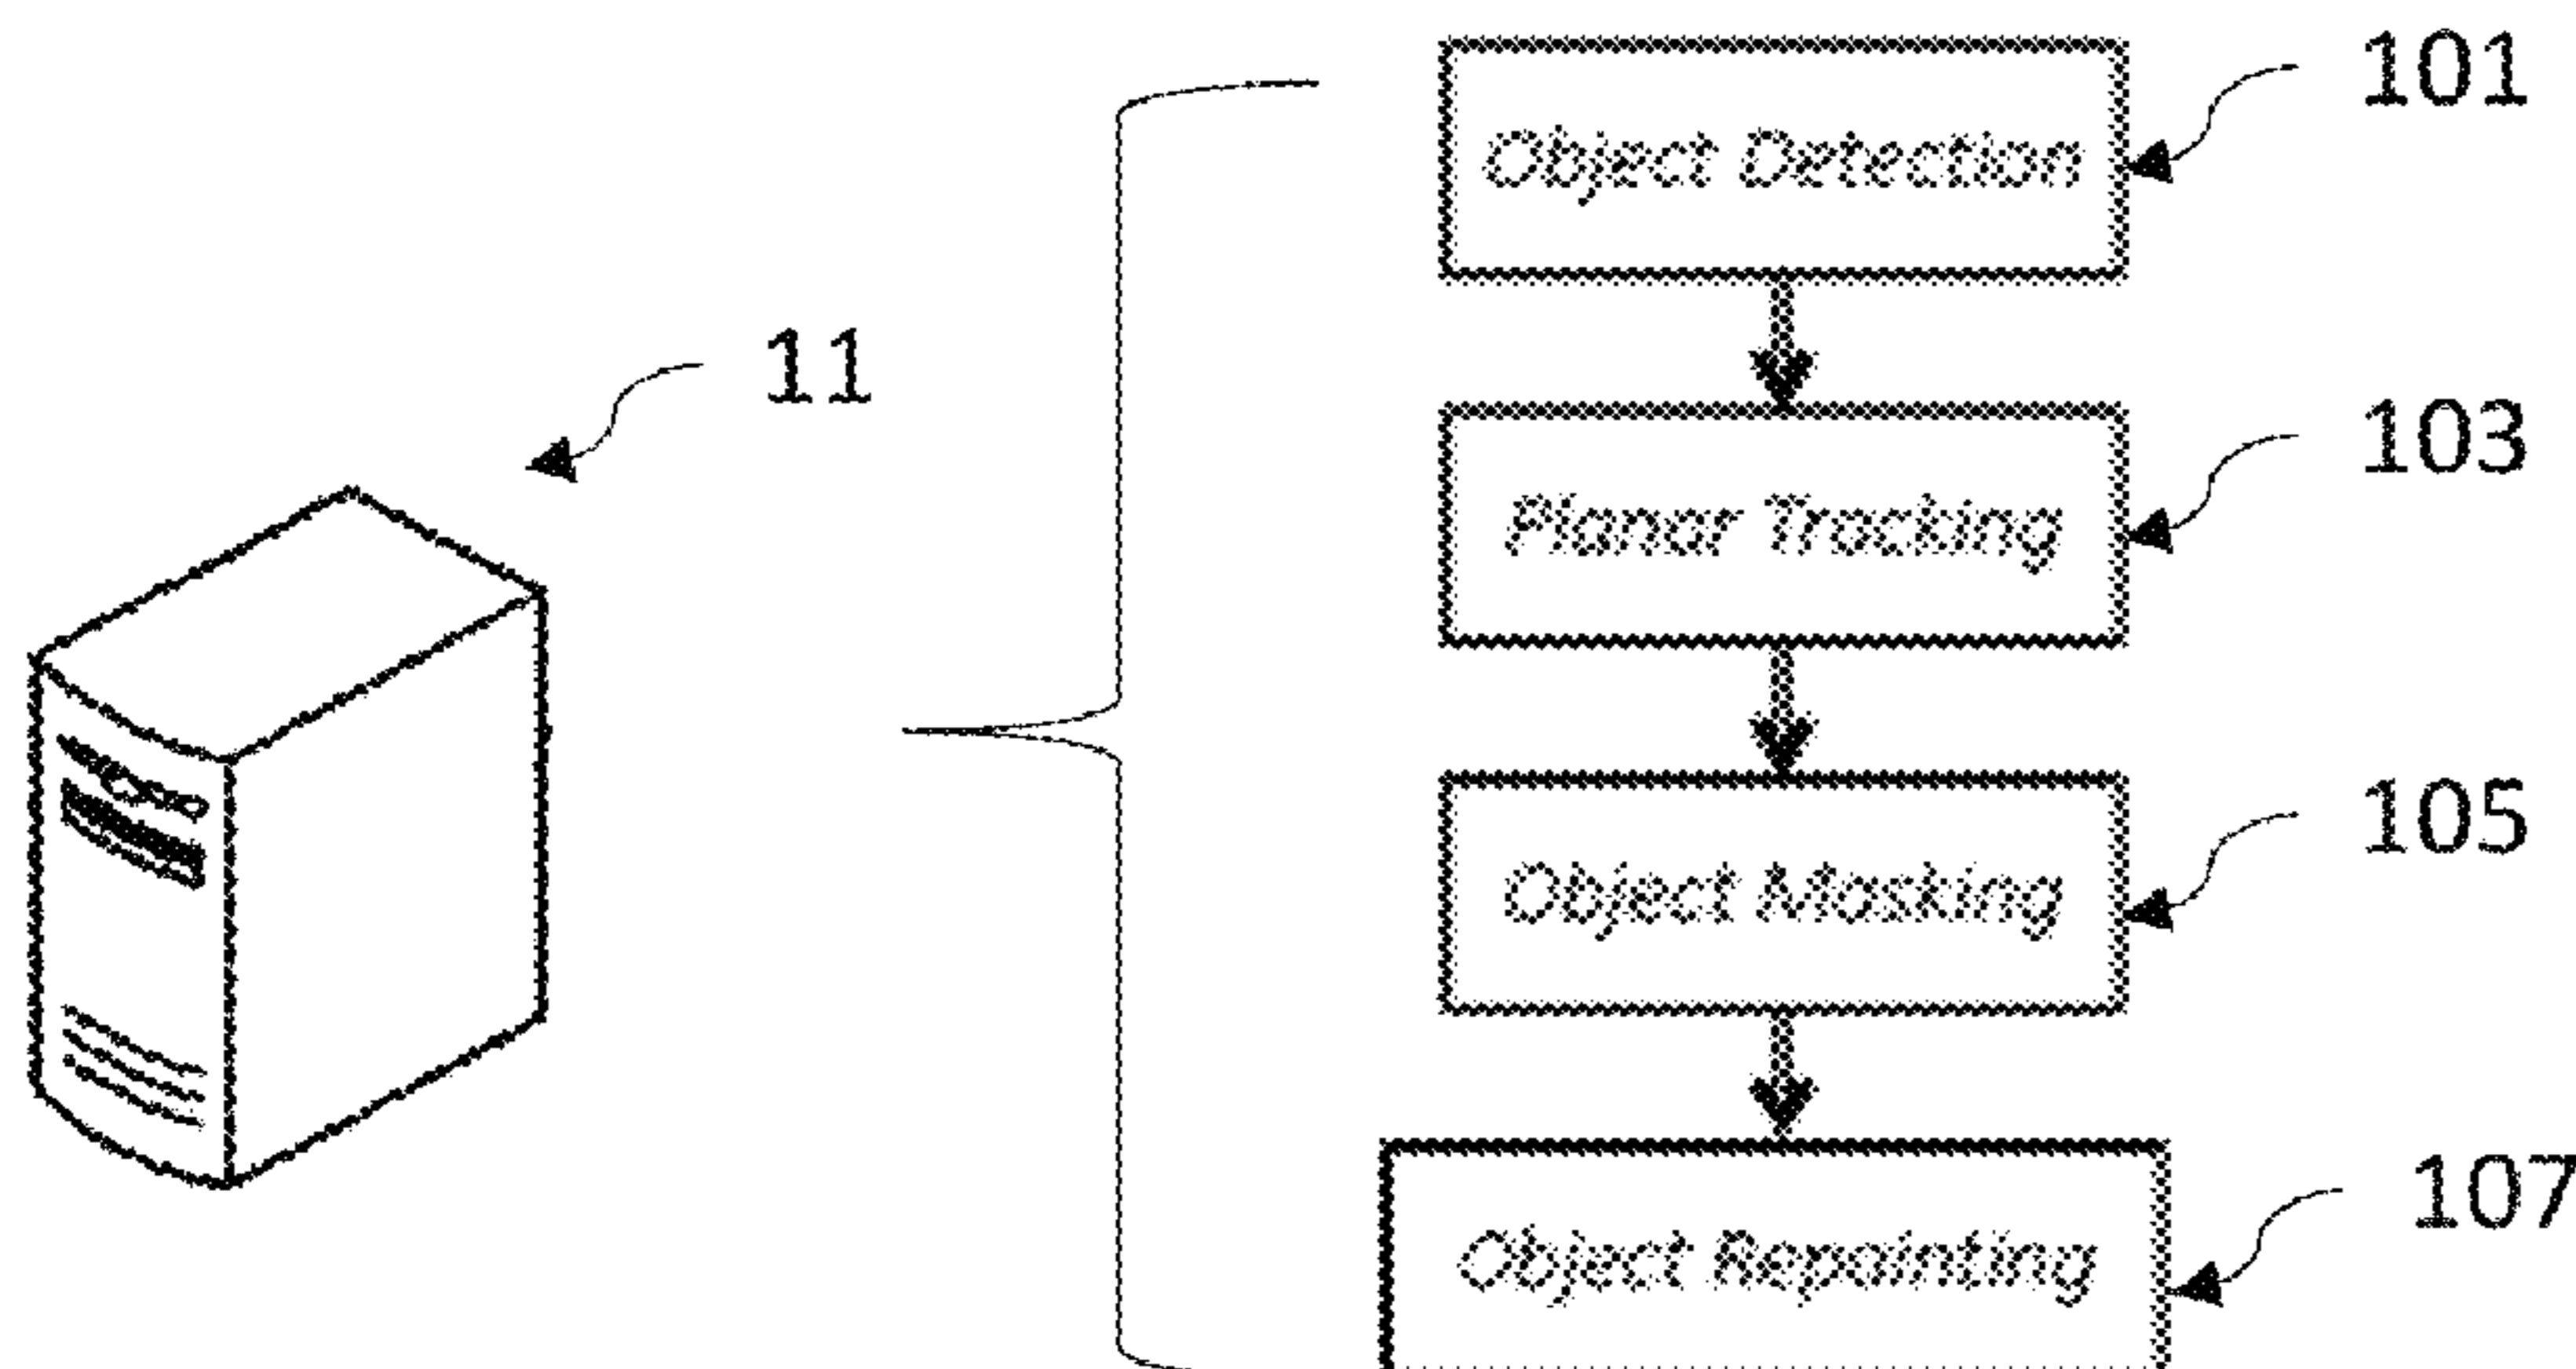 101
Object Detection
11
103
Planar Tracking
105
Object Masking
107
Object Repainting